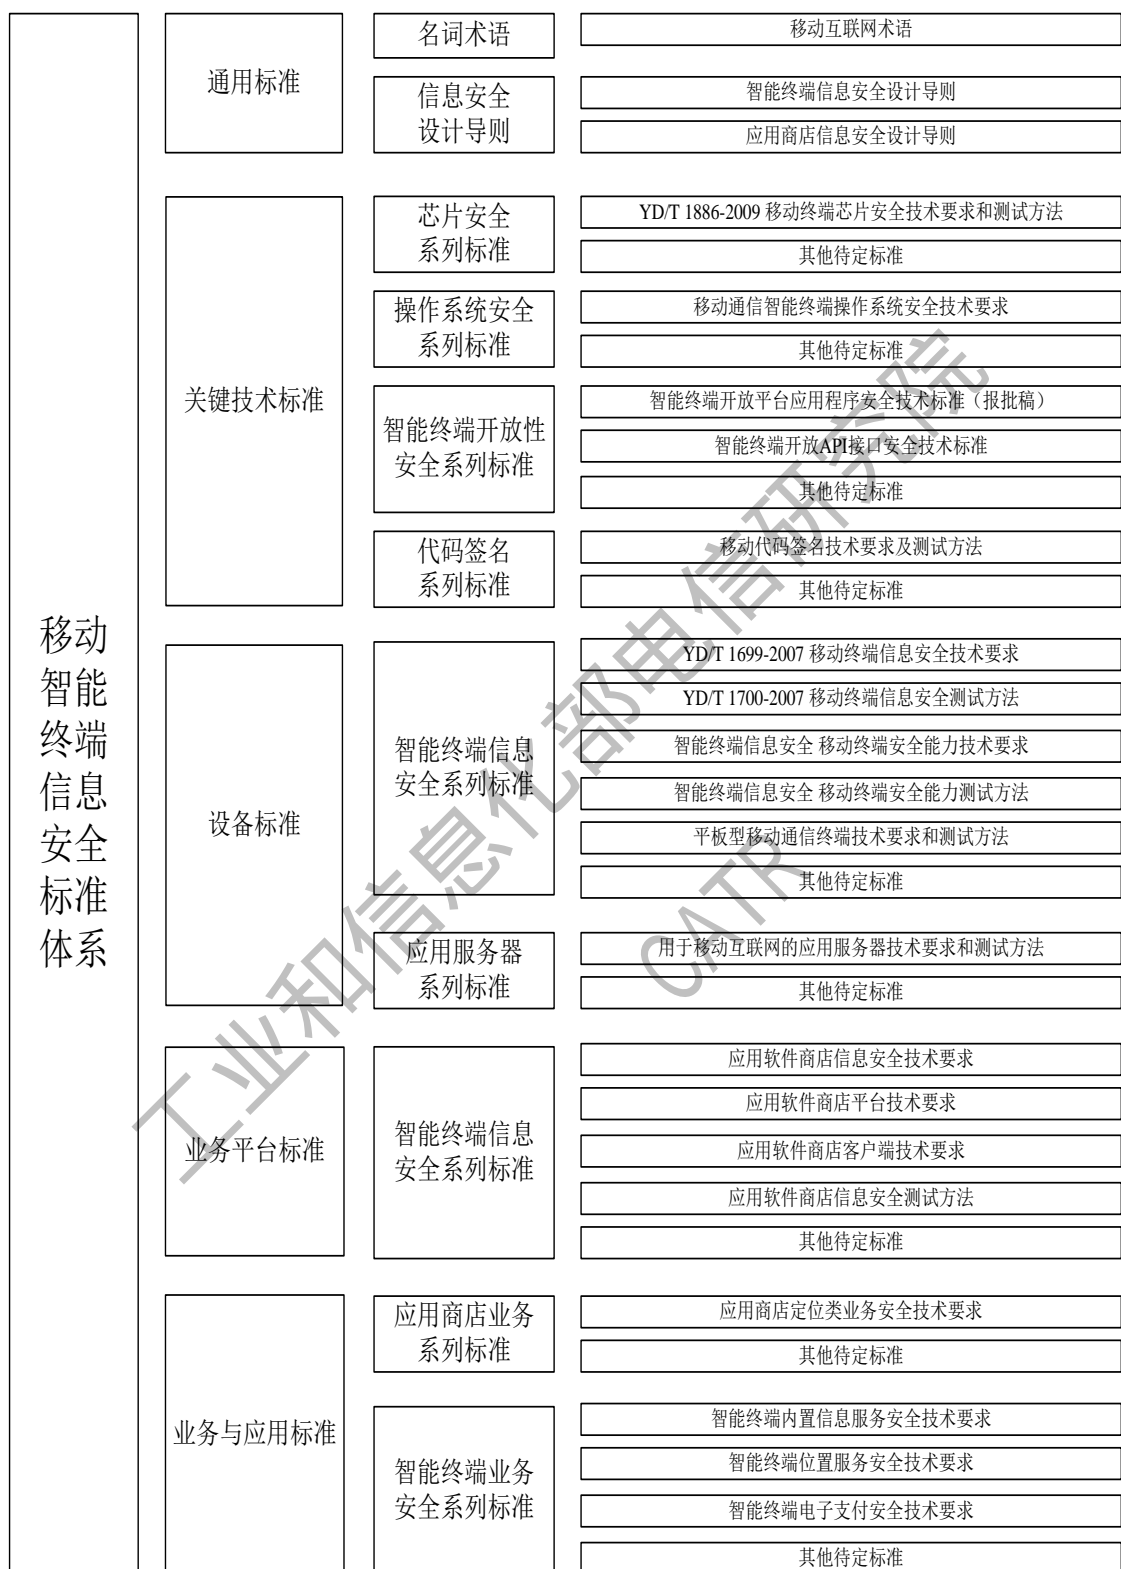 移动
智能
终端
信息
安全
标准
体系
通用标准
名词术语
移动互联网术语
信息安全
设计导则
智能终端信息安全设计导则
应用商店信息安全设计导则
关键技术标准
芯片安全
系列标准
YD/T 1886-2009 移动终端芯片安全技术要求和测试方法
其他待定标准
操作系统安全
系列标准
移动通信智能终端操作系统安全技术要求
其他待定标准
智能终端开放性
安全系列标准
智能终端开放平台应用程序安全技术标准（报批稿）
智能终端开放API接口安全技术标准
其他待定标准
代码签名
系列标准
移动代码签名技术要求及测试方法
其他待定标准
设备标准
智能终端信息
安全系列标准
YD/T 1699-2007 移动终端信息安全技术要求
YD/T 1700-2007 移动终端信息安全测试方法
智能终端信息安全 移动终端安全能力技术要求
智能终端信息安全 移动终端安全能力测试方法
平板型移动通信终端技术要求和测试方法
其他待定标准
应用服务器
系列标准
用于移动互联网的应用服务器技术要求和测试方法
其他待定标准
业务平台标准
智能终端信息
安全系列标准
应用软件商店信息安全技术要求
应用软件商店平台技术要求
应用软件商店客户端技术要求
应用软件商店信息安全测试方法
其他待定标准
业务与应用标准
应用商店业务
系列标准
应用商店定位类业务安全技术要求
其他待定标准
智能终端业务
安全系列标准
智能终端内置信息服务安全技术要求
智能终端位置服务安全技术要求
智能终端电子支付安全技术要求
其他待定标准
工业和信息化部电信研究院
CATR